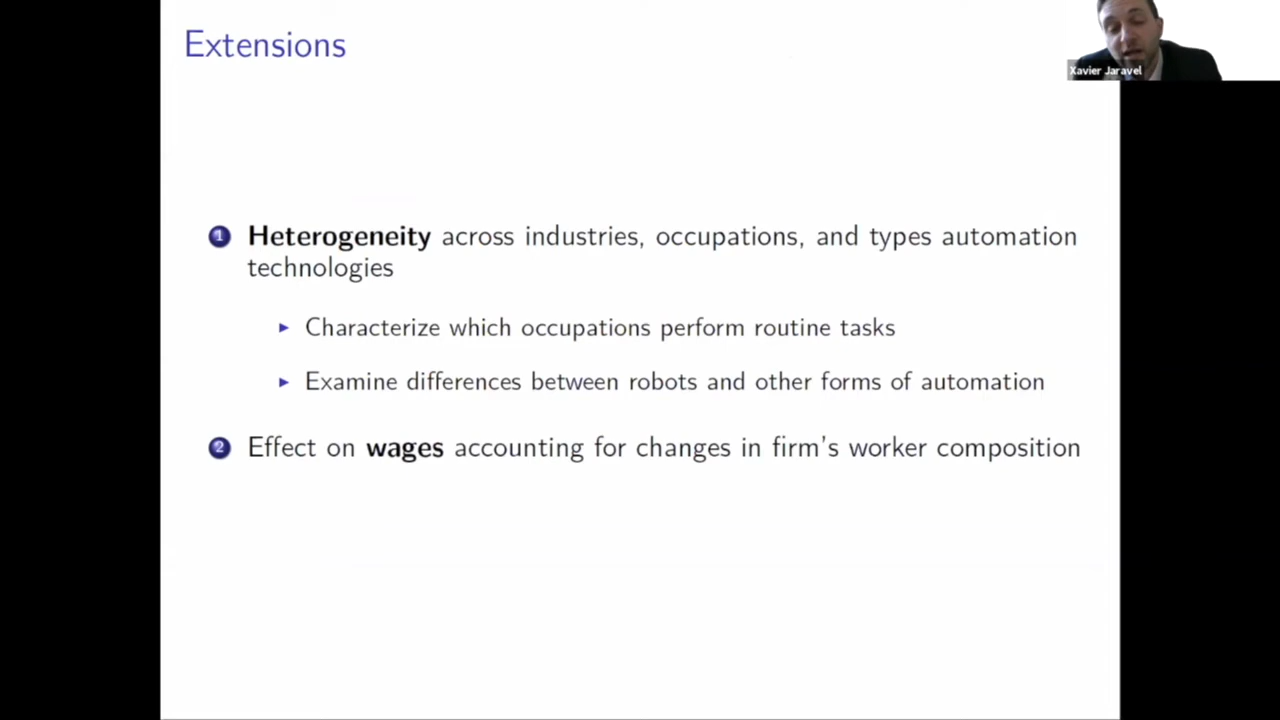 Extensions
Xavier Jaravel
1 Heterogeneity across industries, occupations, and types automation
technologies
Characterize which occupations perform routine tasks
Examine differences between robots and other forms of automation
2 Effect on wages accounting for changes in firm's worker composition